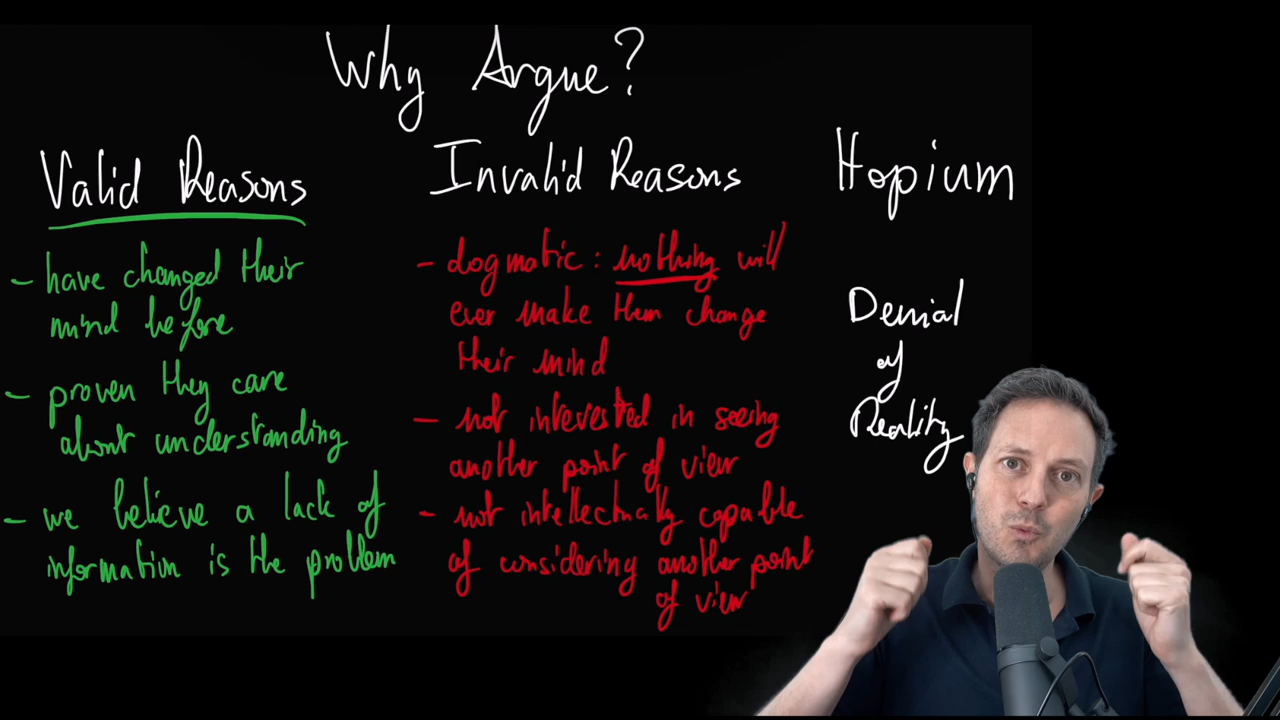 Why Argue?
Valid Reasons
- have changed their
mind before
- proven they care
about understanding
- we believe a lack of
information is the problem
Invalid Reasons
- dogmatic: nothing will
ever make them change
their mind
- not interested in seeing
another point of view
- not intellectually capable
of considering another point
of view
Hopium
Denial
of
Reality